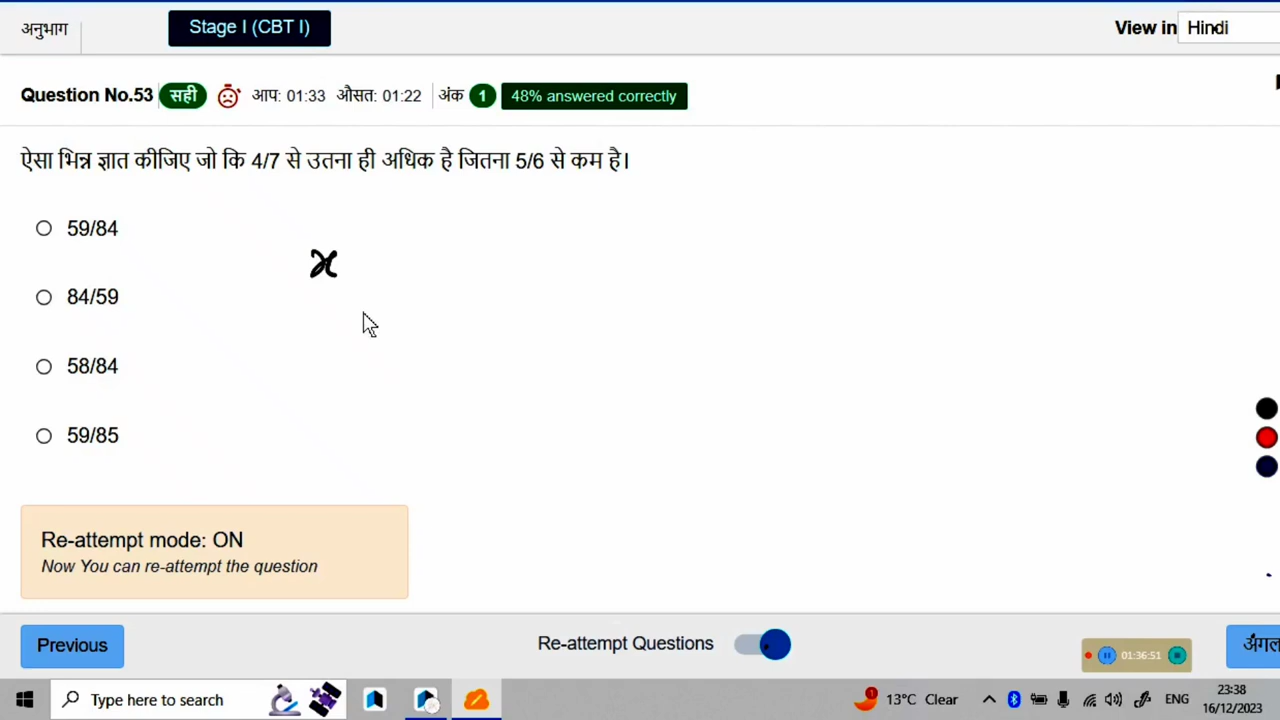 अनुभाग Stage I (CBT I) View in Hindi
Question No.53 सही आप: 01:33 औसत: 01:22 अंक 1 48% answered correctly
ऐसा भिन्न ज्ञात कीजिए जो कि 4/7 से उतना ही अधिक है जितना 5/6 से कम है।
59/84
x
84/59
58/84
59/85
Re-attempt mode: ON
Now You can re-attempt the question
Previous Re-attempt Questions 01:36:51
Type here to search 1 13°C Clear ENG 23:38
16/12/2023